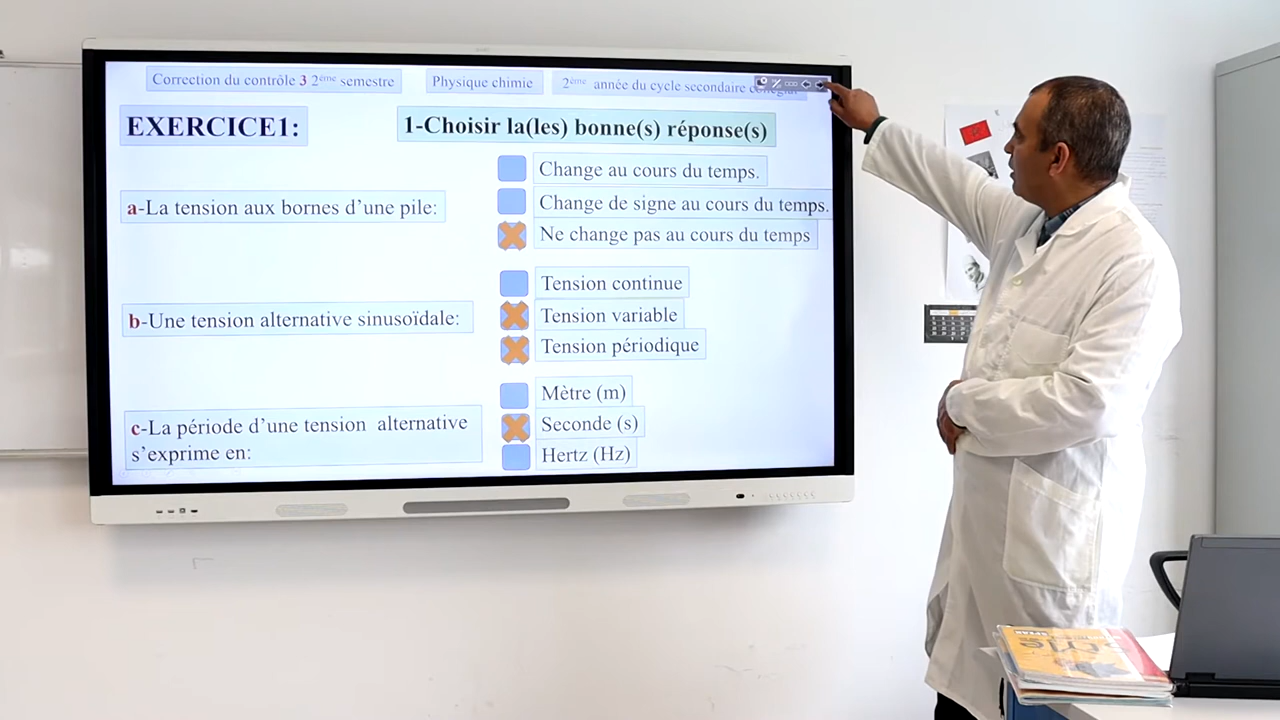 Correction du contrôle 3 2ème semestre
Physique chimie
2ème année du cycle secondaire collégial
EXERCICE1:
1-Choisir la(les) bonne(s) réponse(s)
a-La tension aux bornes d'une pile:
Change au cours du temps.
Change de signe au cours du temps.
Ne change pas au cours du temps
b-Une tension alternative sinusoïdale:
Tension continue
Tension variable
Tension périodique
c-La période d'une tension alternative
s'exprime en:
Mètre (m)
Seconde (s)
Hertz (Hz)